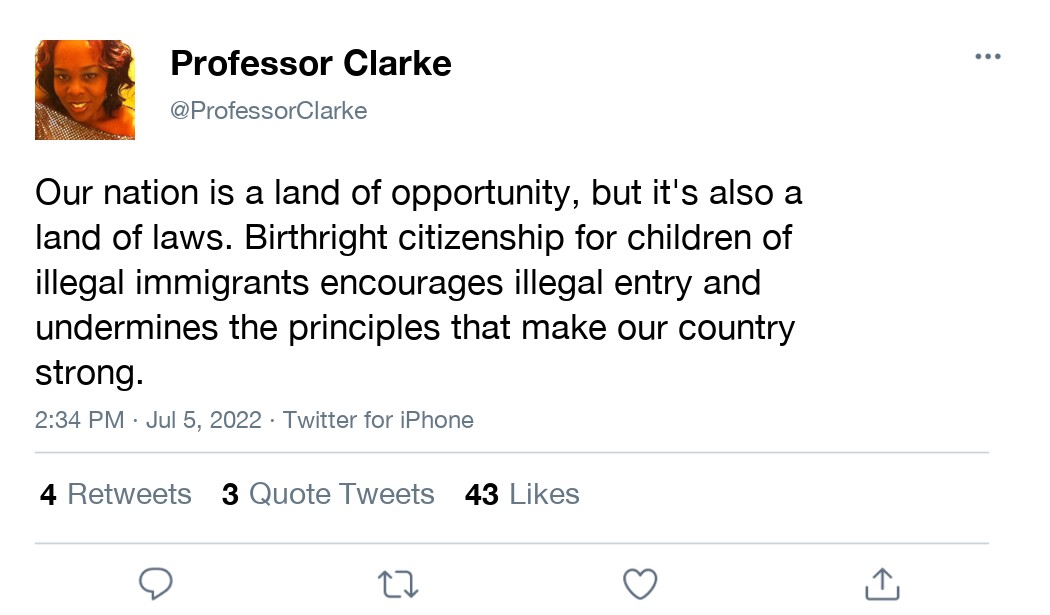 Professor Clarke
@ProfessorClarke
Our nation is a land of opportunity, but it's also a
land of laws. Birthright citizenship for children of
illegal immigrants encourages illegal entry and
undermines the principles that make our country
strong.
2:34 PM · Jul 5, 2022 · Twitter for iPhone
4 Retweets 3 Quote Tweets 43 Likes